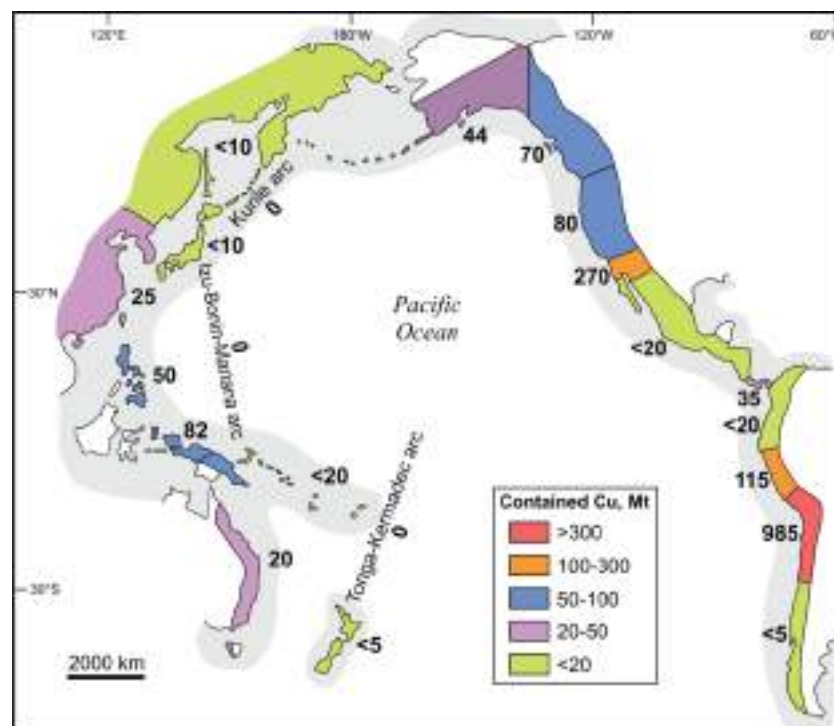 120°E
180°W
120°W
60°W
<10
44
70
Kurile arc
0
80
<10
270
30°N
25
Izu-Bonin-Mariana arc
0
Pacific
Ocean
<20
50
35
<20
82
<20
115
Tonga-Kermadec arc
0
985
20
30°S
<5
<5
2000 km
Contained Cu, Mt
>300
100-300
50-100
20-50
<20